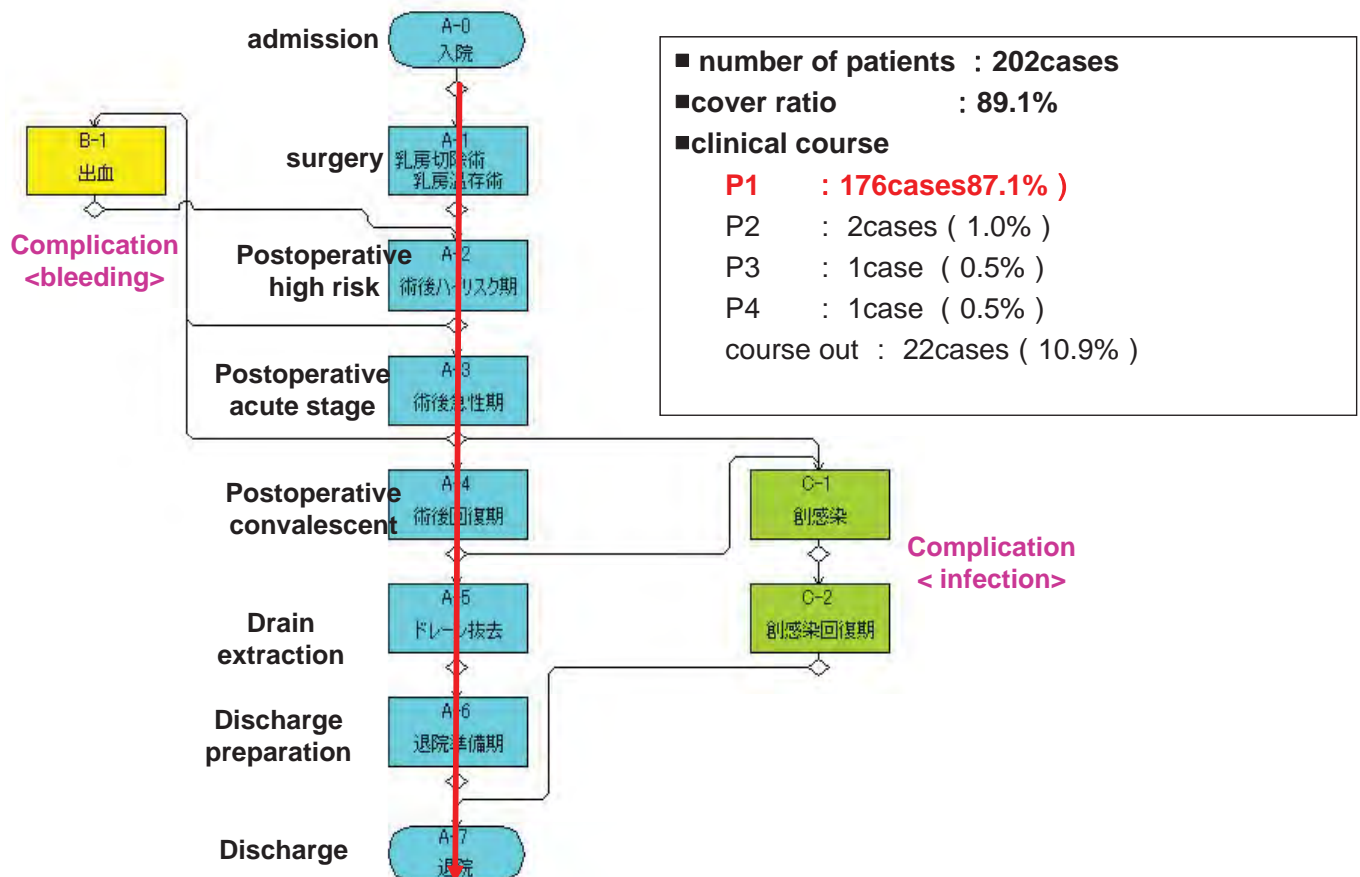 admission
A-0
入院
B-1
出血
Complication
<bleeding>
surgery
A-1
乳房切除術
乳房温存術
Postoperative
high risk
A-2
術後ハイリスク期
Postoperative
acute stage
A-3
術後急性期
Postoperative
convalescent
A-4
術後回復期
C-1
創感染
Complication
< infection>
C-2
創感染回復期
Drain
extraction
A-5
ドレーン抜去
Discharge
preparation
A-6
退院準備期
Discharge
A-7
退院
■ number of patients : 202cases
■cover ratio : 89.1%
■clinical course
P1 : 176cases87.1% )
P2 : 2cases ( 1.0% )
P3 : 1case ( 0.5% )
P4 : 1case ( 0.5% )
course out : 22cases ( 10.9% )